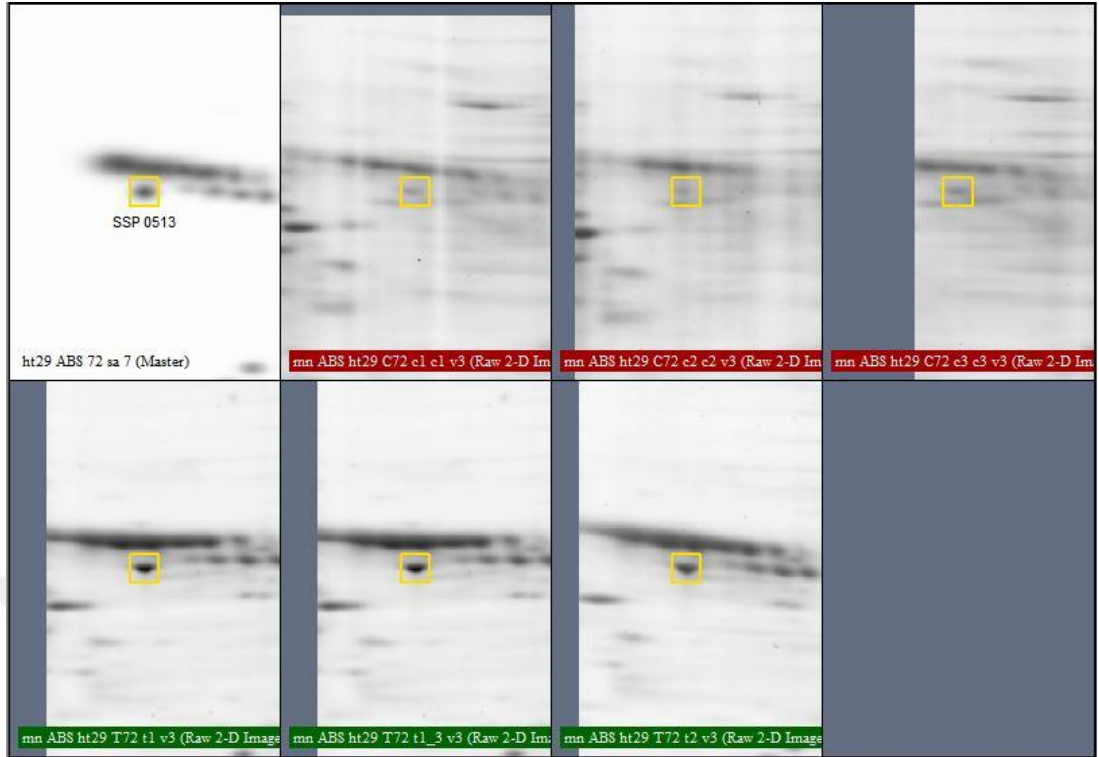 SSP 0513
ht29 ABS 72 sa 7 (Master)
mn ABS ht29 C72 c1 c1 v3 (Raw 2-D Im
mn ABS ht29 C72 c2 c2 v3 (Raw 2-D Im
mn ABS ht29 C72 c3 c3 v3 (Raw 2-D Im
mn ABS ht29 T72 t1 v3 (Raw 2-D Image
mn ABS ht29 T72 t1_3 v3 (Raw 2-D Im
mn ABS ht29 T72 t2 v3 (Raw 2-D Image